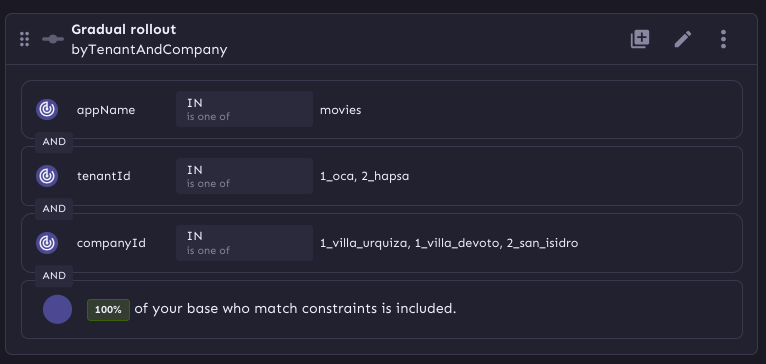 Gradual rollout
byTenantAndCompany
appName
IN
is one of
movies
AND
tenantId
IN
is one of
1_oca, 2_hapsa
AND
companyId
IN
is one of
1_villa_urquiza, 1_villa_devoto, 2_san_isidro
AND
100% of your base who match constraints is included.